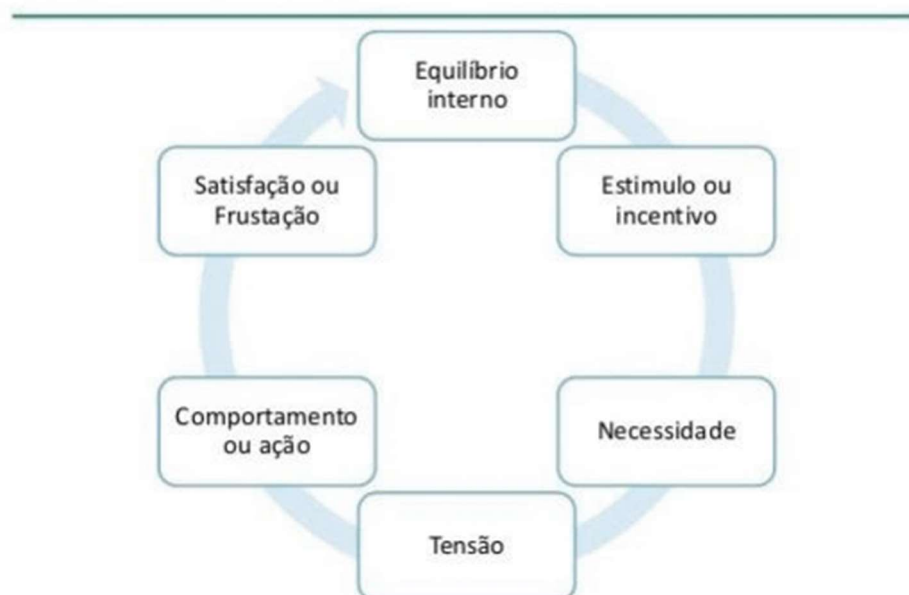 Equilíbrio
interno
Estimulo ou
incentivo
Necessidade
Tensão
Comportamento
ou ação
Satisfação ou
Frustação